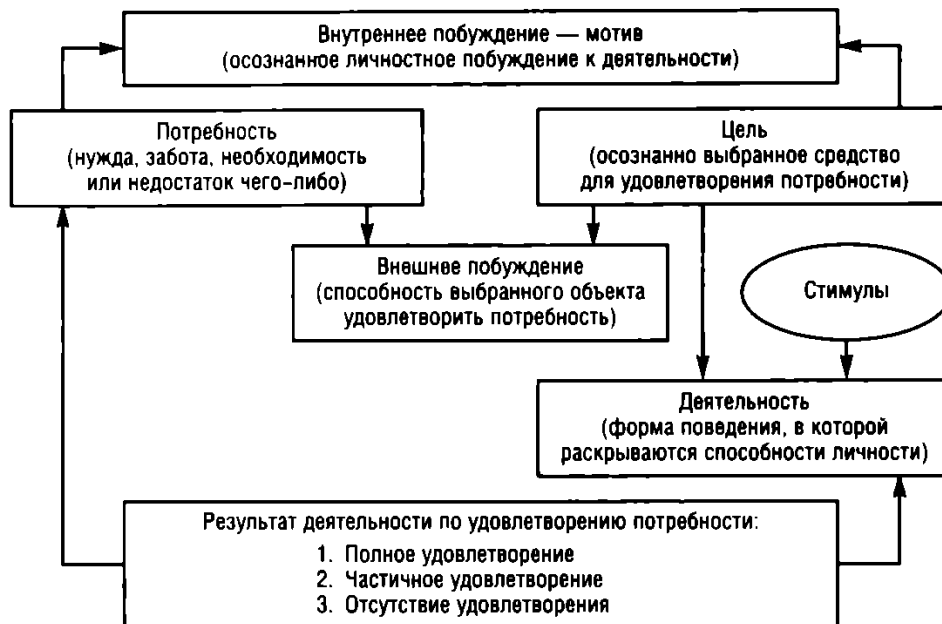 Внутреннее побуждение — мотив
(осознанное личностное побуждение к деятельности)
Потребность
(нужда, забота, необходимость
или недостаток чего-либо)
Цель
(осознанно выбранное средство
для удовлетворения потребности)
Внешнее побуждение
(способность выбранного объекта
удовлетворить потребность)
Стимулы
Деятельность
(форма поведения, в которой
раскрываются способности личности)
Результат деятельности по удовлетворению потребности:
1. Полное удовлетворение
2. Частичное удовлетворение
3. Отсутствие удовлетворения